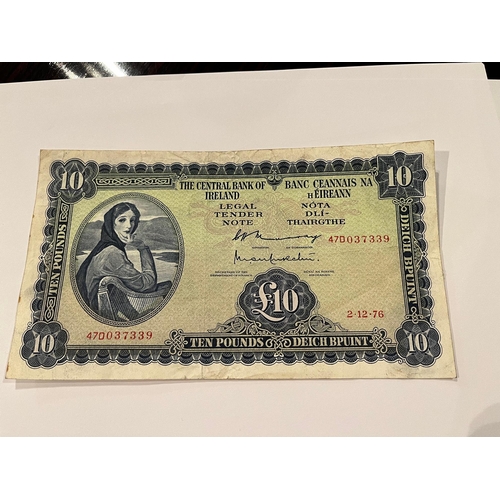 10
THE CENTRAL BANK OF IRELAND
BANC CEANNAIS NA hÉIREANN
10
LEGAL TENDER NOTE
NÓTA DLÍ-THAIRGTHE
47D037339
TEN POUNDS
DEICH BPUINT
£10
2·12·76
47D037339
10
TEN POUNDS
DEICH BPUINT
10